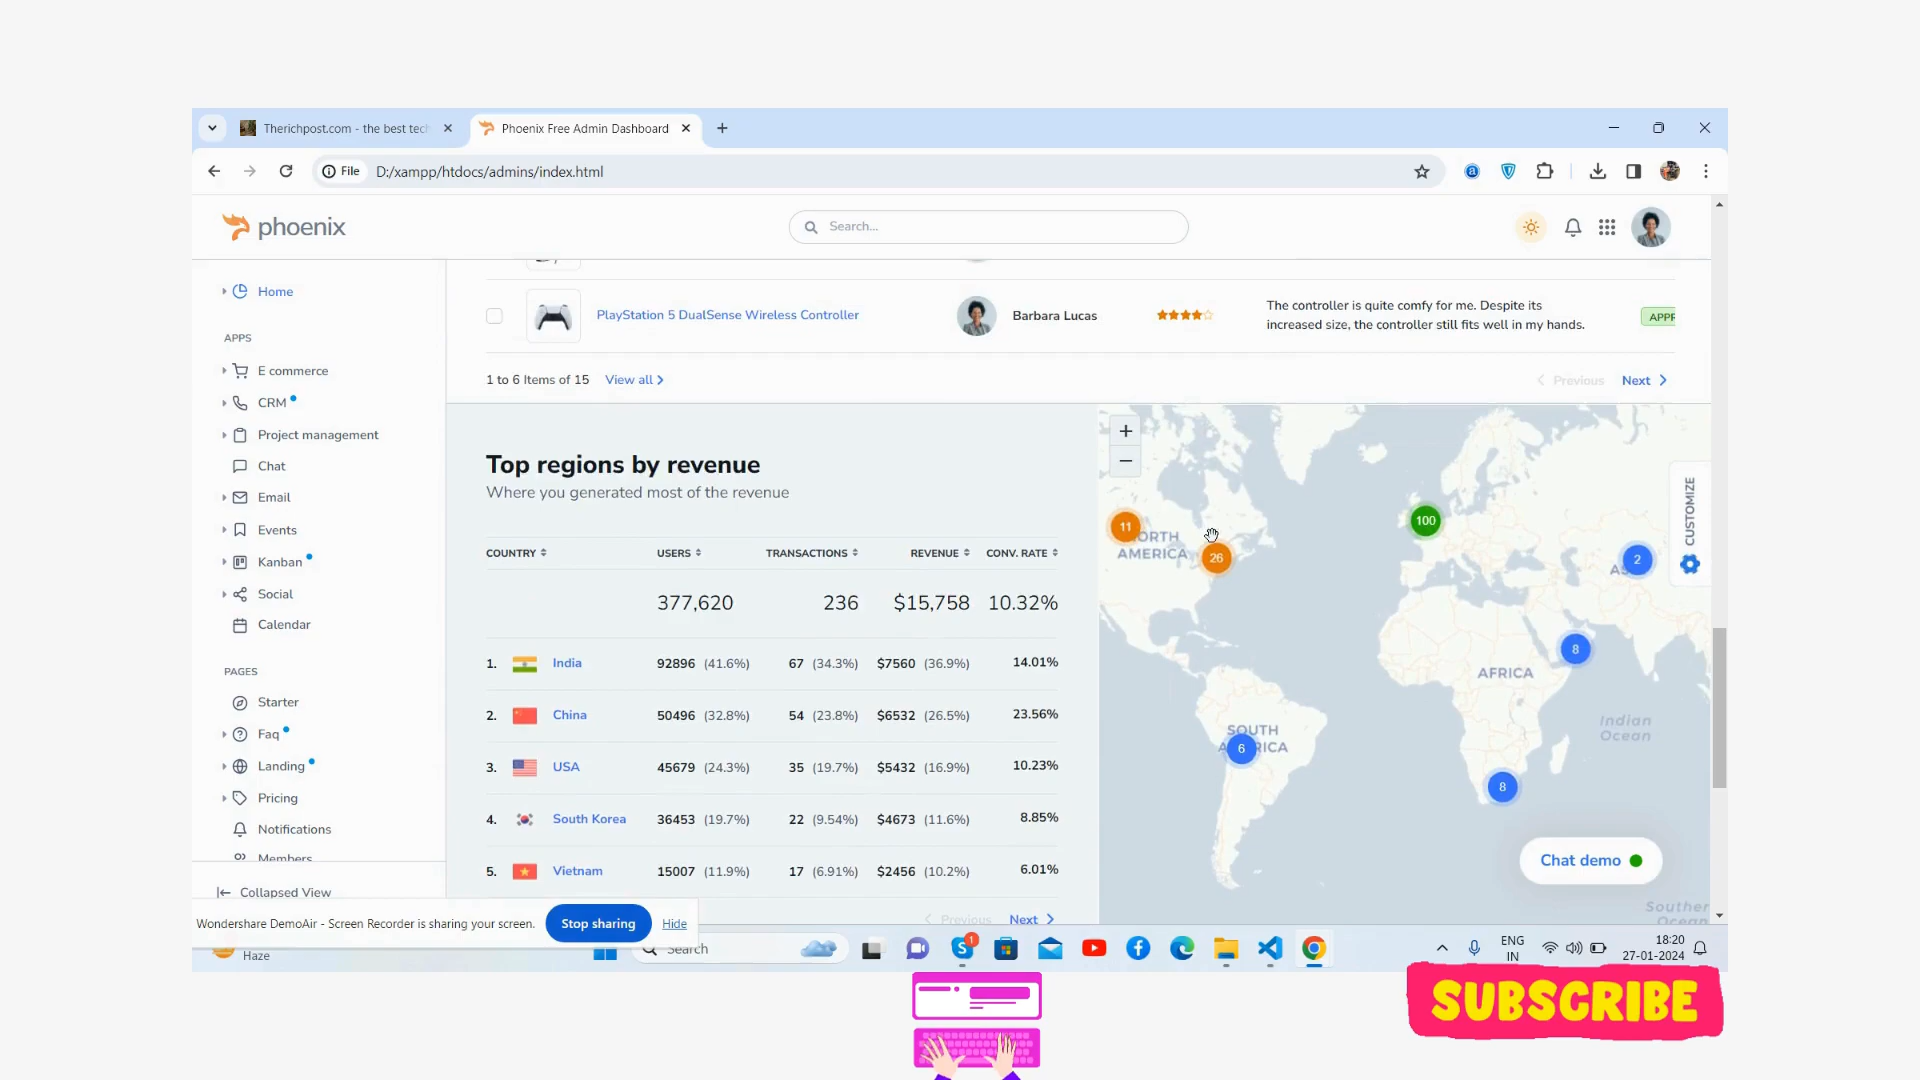 Therichpost.com - the best tech
Phoenix Free Admin Dashboard
File
D:/xampp/htdocs/admins/index.html
phoenix
Search...
Home
APPS
E commerce
CRM
Project management
Chat
Email
Events
Kanban
Social
Calendar
PAGES
Starter
Faq
Landing
Pricing
Notifications
Members
Collapsed View
PlayStation 5 DualSense Wireless Controller
Barbara Lucas
The controller is quite comfy for me. Despite its
increased size, the controller still fits well in my hands.
APPR
1 to 6 Items of 15
View all
Previous
Next
Top regions by revenue
Where you generated most of the revenue
COUNTRY USERS TRANSACTIONS REVENUE CONV. RATE
377,620 236 $15,758 10.32%
1. India 92896 (41.6%) 67 (34.3%) $7560 (36.9%) 14.01%
2. China 50496 (32.8%) 54 (23.8%) $6532 (26.5%) 23.56%
3. USA 45679 (24.3%) 35 (19.7%) $5432 (16.9%) 10.23%
4. South Korea 36453 (19.7%) 22 (9.54%) $4673 (11.6%) 8.85%
5. Vietnam 15007 (11.9%) 17 (6.91%) $2456 (10.2%) 6.01%
Previous
Next
+
−
11
26
100
2
8
6
8
AMERICA
AFRICA
SOUTH
Indian
Ocean
Southern
Ocean
CUSTOMIZE
Chat demo
Wondershare DemoAir - Screen Recorder is sharing your screen.
Stop sharing
Hide
Haze
Search
1
ENG
IN
18:20
27-01-2024
SUBSCRIBE